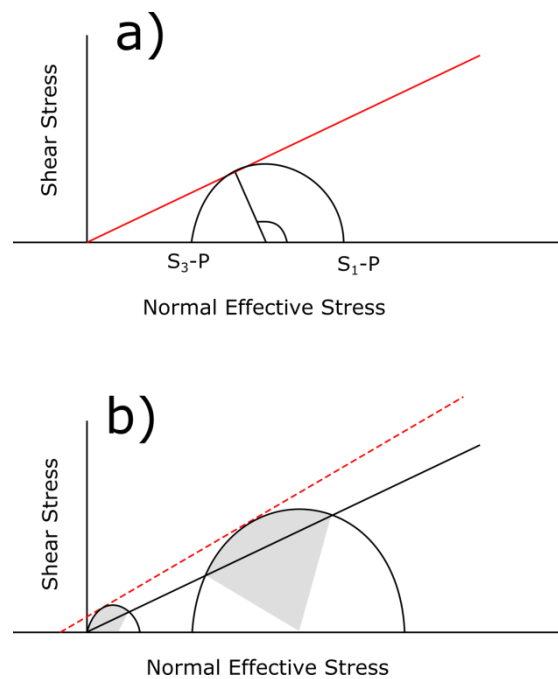 a)
Shear Stress
S₃-P
S₁-P
Normal Effective Stress
b)
Shear Stress
Normal Effective Stress